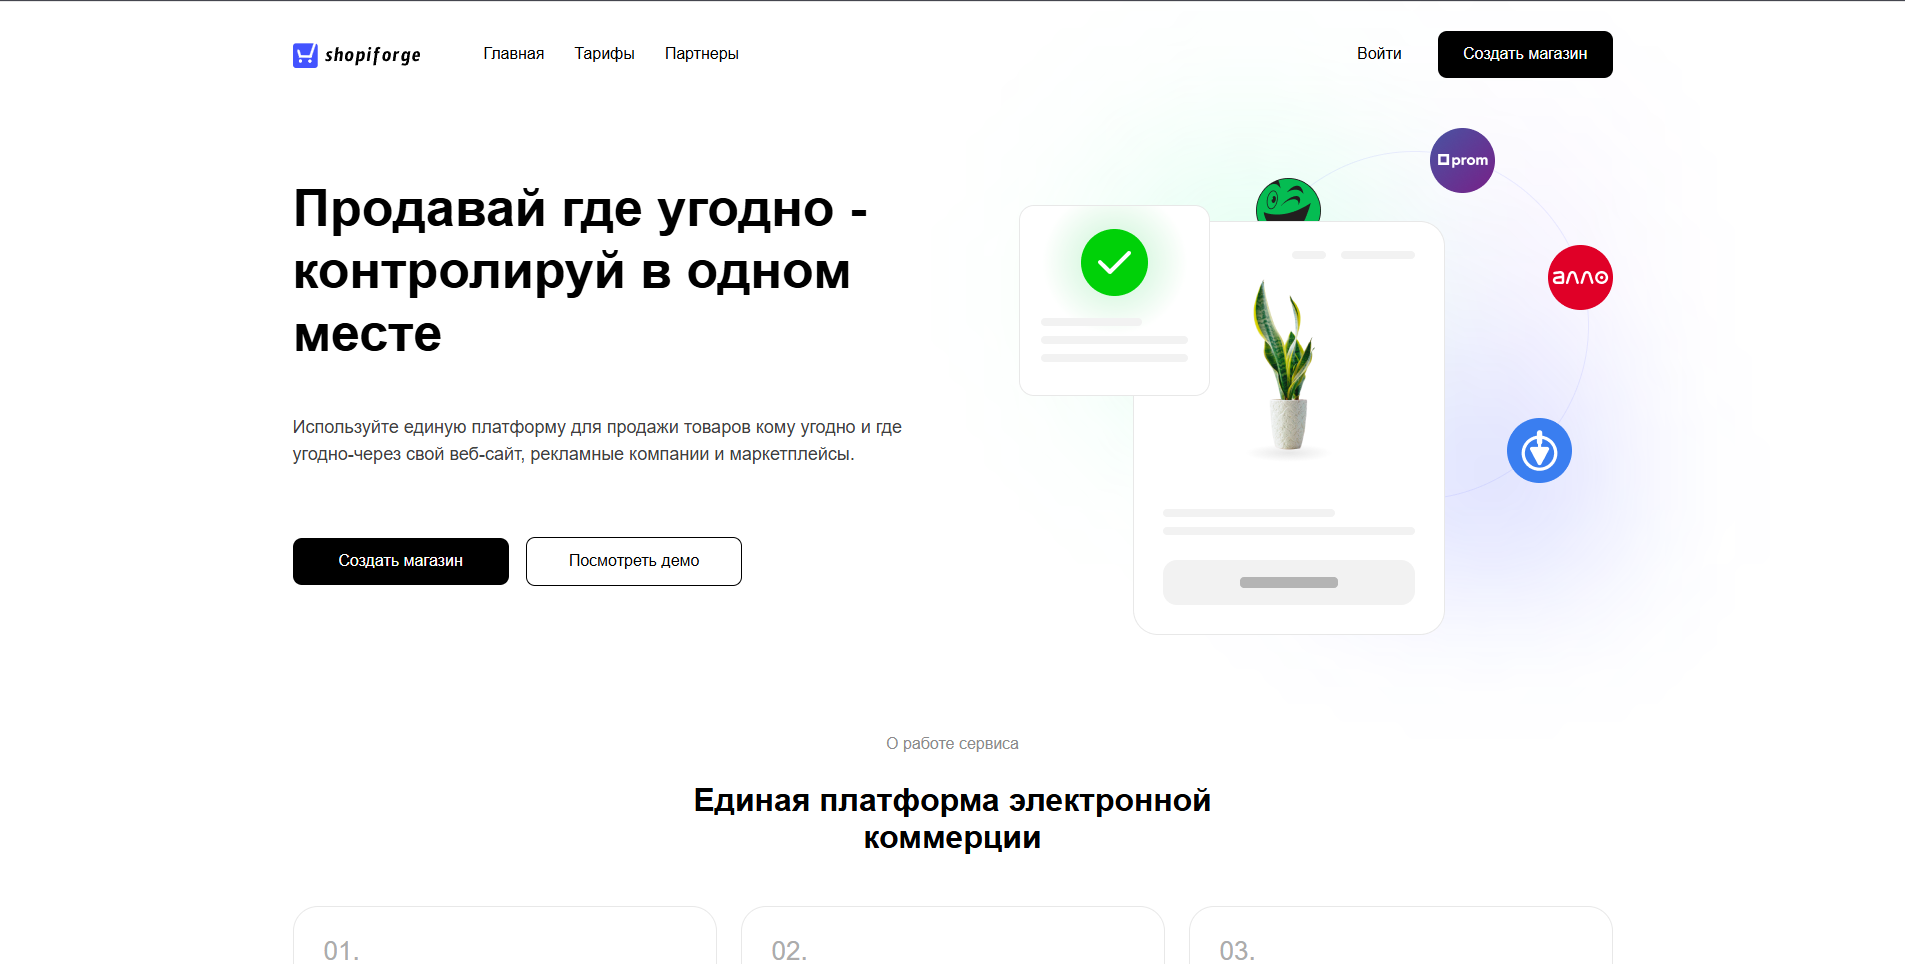 shopiforge
Главная
Тарифы
Партнеры
Войти
Создать магазин
Продавай где угодно -
контролируй в одном
месте
Используйте единую платформу для продажи товаров кому угодно и где
угодно-через свой веб-сайт, рекламные компании и маркетплейсы.
Создать магазин
Посмотреть демо
prom
алло
О работе сервиса
Единая платформа электронной
коммерции
01.
02.
03.